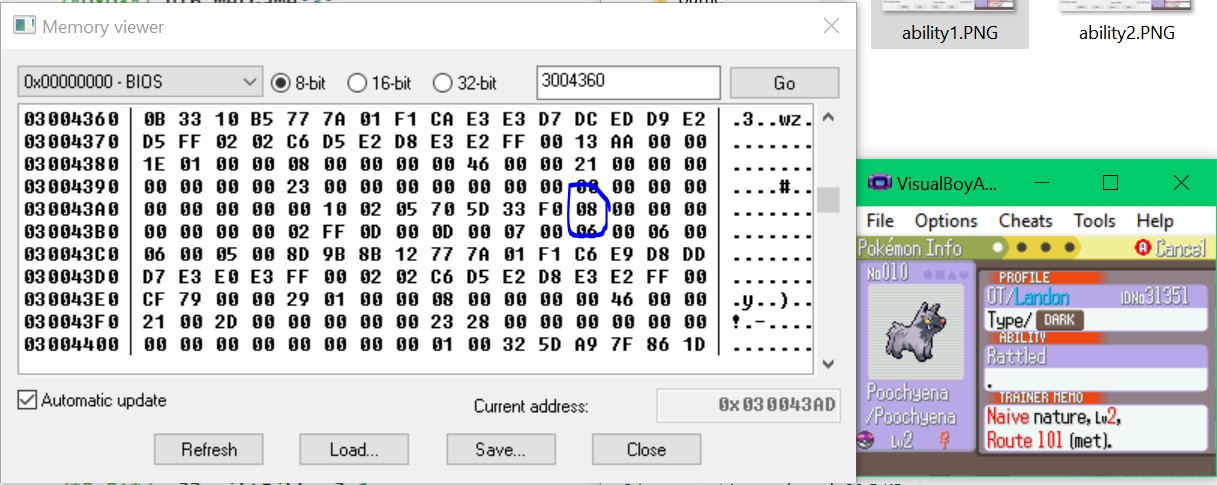 ability1.PNG
ability2.PNG
Memory viewer
0x00000000 - BIOS
8-bit
16-bit
32-bit
3004360
Go
03004360 0B 33 10 B5 77 7A 01 F1 CA E3 E3 D7 DC ED D9 E2 .3..wz.
03004370 D5 FF 02 02 C6 D5 E2 D8 E3 E2 FF 00 13 AA 00 00 .......
03004380 1E 01 00 00 08 00 00 00 00 46 00 00 21 00 00 00 .......
03004390 00 00 00 00 23 00 00 00 00 00 00 00 00 00 00 00 ....#..
030043A0 00 00 00 00 00 10 02 05 70 5D 33 F0 08 00 00 00 .......
030043B0 00 00 00 00 02 FF 0D 00 0D 00 07 00 06 00 06 00 .......
030043C0 06 00 05 00 8D 9B 8B 12 77 7A 01 F1 C6 E9 D8 DD .......
030043D0 D7 E3 E0 E3 FF 00 02 02 C6 D5 E2 D8 E3 E2 FF 00 .......
030043E0 CF 79 00 00 29 01 00 00 08 00 00 00 00 46 00 00 .y..)..
030043F0 21 00 2D 00 00 00 00 00 23 28 00 00 00 00 00 00 !.-....
03004400 00 00 00 00 00 00 00 00 01 00 32 5D A9 7F 86 1D .......
Automatic update
Current address:
0x030043AD
Refresh
Load...
Save...
Close
VisualBoyA...
File Options Cheats Tools Help
Pokémon Info
A Cancel
No010
PROFILE
OT/Landon IDNo31351
Type/ DARK
ABILITY
Rattled
.
TRAINER MEMO
Naive nature, Lv2,
Route 101 (met).
Poochyena
/Poochyena
Lv2 ♀